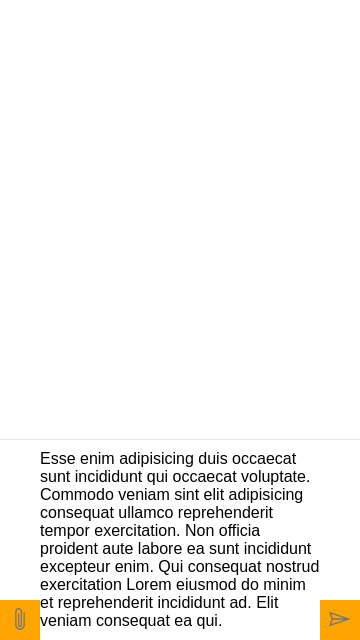 Esse enim adipisicing duis occaecat
sunt incididunt qui occaecat voluptate.
Commodo veniam sint elit adipisicing
consequat ullamco reprehenderit
tempor exercitation. Non officia
proident aute labore ea sunt incididunt
excepteur enim. Qui consequat nostrud
exercitation Lorem eiusmod do minim
et reprehenderit incididunt ad. Elit
veniam consequat ea qui.